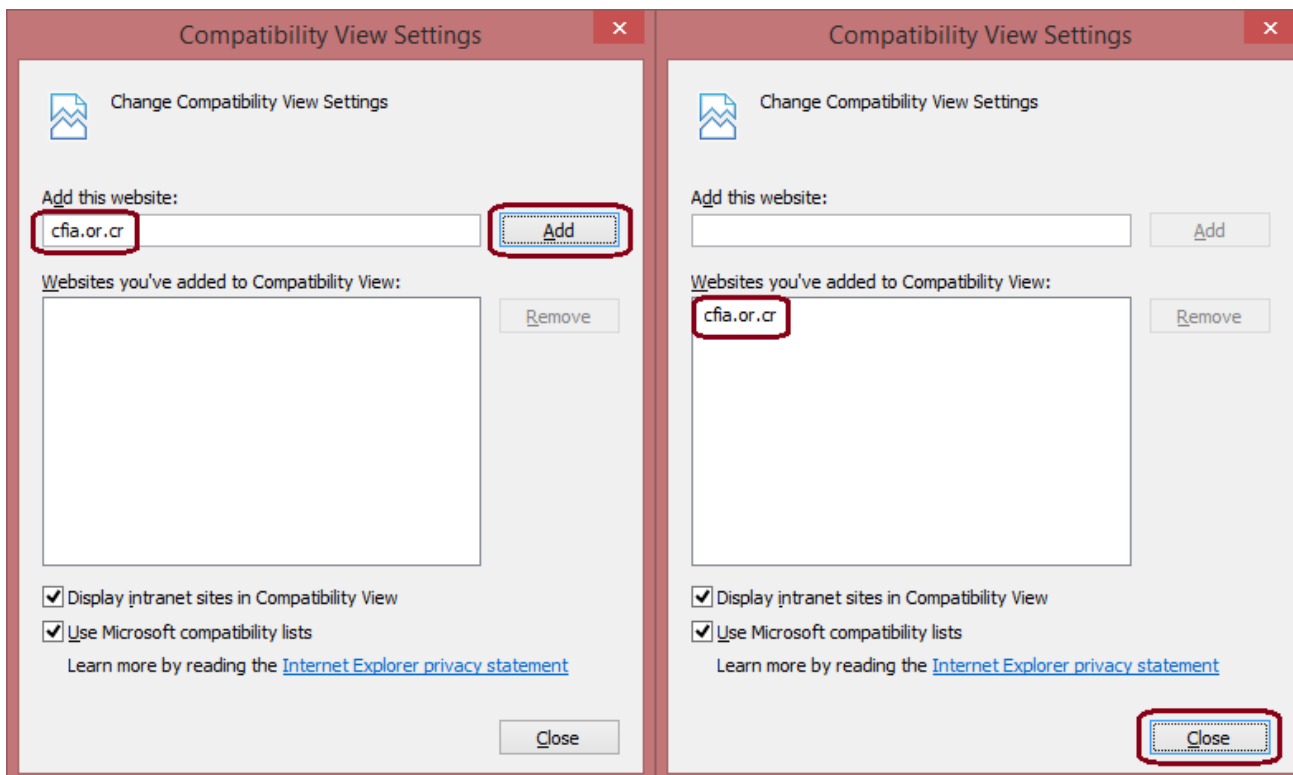 Compatibility View Settings
Change Compatibility View Settings
Add this website:
cfia.or.cr
Add
Websites you've added to Compatibility View:
Remove
Display intranet sites in Compatibility View
Use Microsoft compatibility lists
Learn more by reading the Internet Explorer privacy statement
Close
Compatibility View Settings
Change Compatibility View Settings
Add this website:
Add
Websites you've added to Compatibility View:
cfia.or.cr
Remove
Display intranet sites in Compatibility View
Use Microsoft compatibility lists
Learn more by reading the Internet Explorer privacy statement
Close